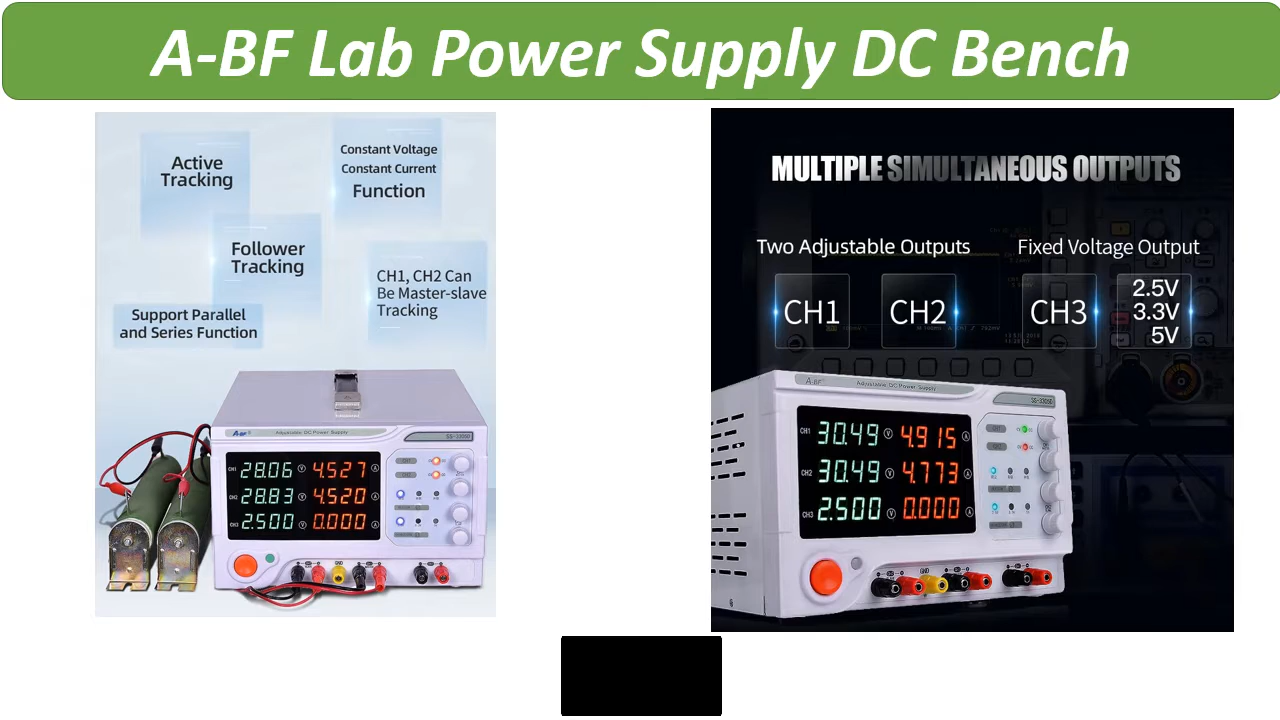 A-BF Lab Power Supply DC Bench
Active
Tracking
Constant Voltage
Constant Current
Function
Follower
Tracking
CH1, CH2 Can
Be Master-slave
Tracking
Support Parallel
and Series Function
Adjustable DC Power Supply
SS-3305D
CH1 28.06 V 4.527 A
CH2 28.83 V 4.520 A
CH3 2.500 V 0.000 A
GND
MULTIPLE SIMULTANEOUS OUTPUTS
Two Adjustable Outputs
Fixed Voltage Output
CH1
CH2
CH3
2.5V
3.3V
5V
A-BF
Adjustable DC Power Supply
SS-3305D
CH1 30.49 V 4.915 A
CH2 30.49 V 4.773 A
CH3 2.500 V 0.000 A
GND